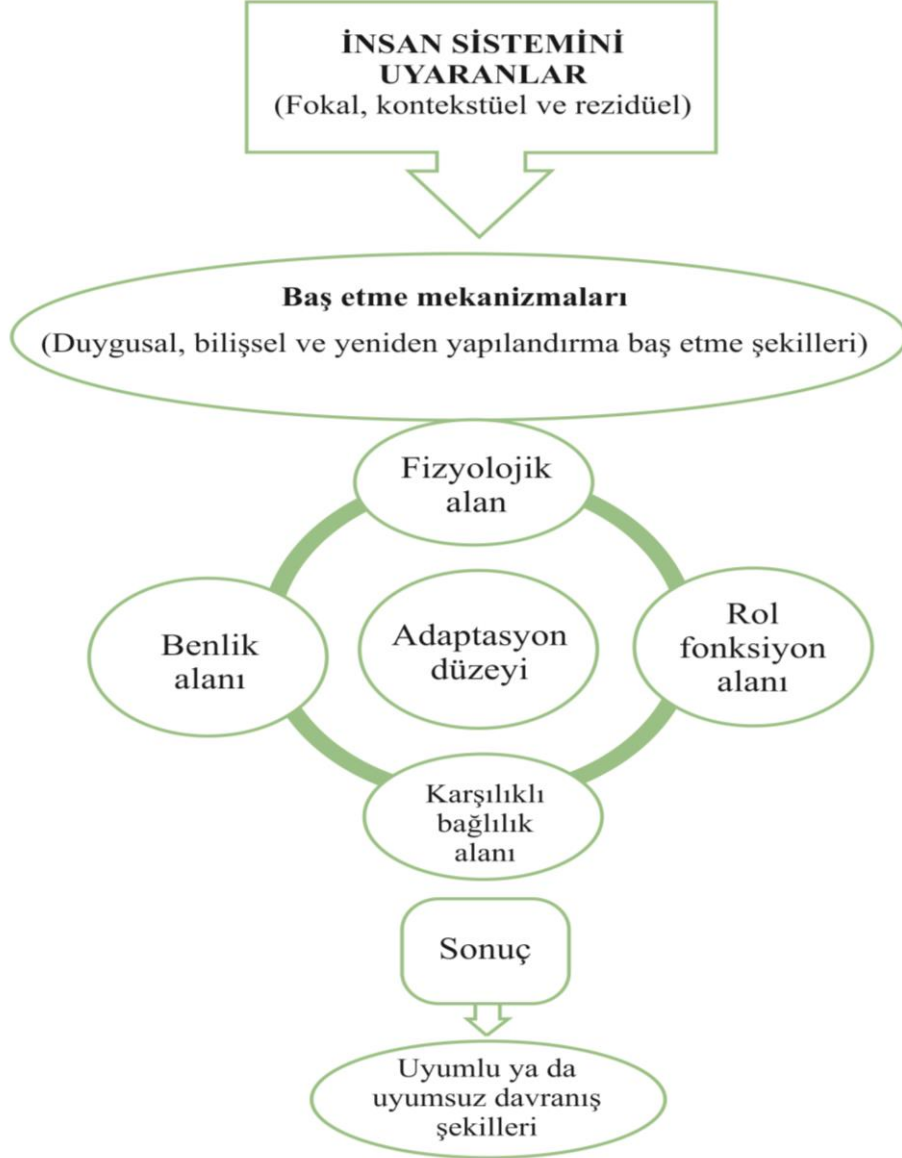 İNSAN SİSTEMİNİ
UYARANLAR
(Fokal, kontekstüel ve rezidüel)
Baş etme mekanizmaları
(Duygusal, bilişsel ve yeniden yapılandırma baş etme şekilleri)
Fizyolojik
alan
Benlik
alanı
Adaptasyon
düzeyi
Rol
fonksiyon
alanı
Karşılıklı
bağlılık
alanı
Sonuç
Uyumlu ya da
uyumsuz davranış
şekilleri